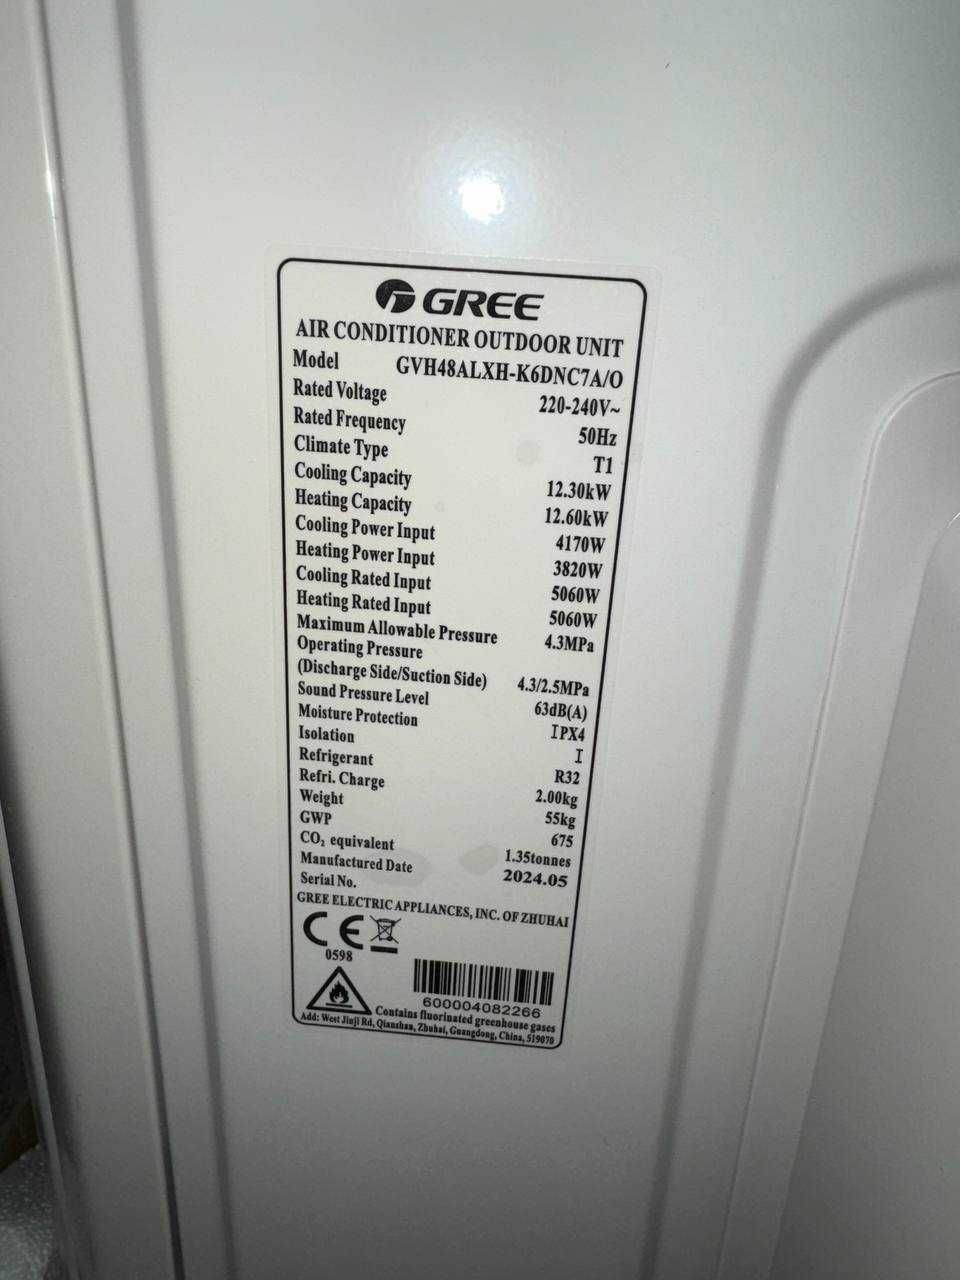 GREE
AIR CONDITIONER OUTDOOR UNIT
Model GVH48ALXH-K6DNC7A/O
Rated Voltage 220-240V~
Rated Frequency 50Hz
Climate Type T1
Cooling Capacity 12.30kW
Heating Capacity 12.60kW
Cooling Power Input 4170W
Heating Power Input 3820W
Cooling Rated Input 5060W
Heating Rated Input 5060W
Maximum Allowable Pressure 4.3MPa
Operating Pressure
(Discharge Side/Suction Side) 4.3/2.5MPa
Sound Pressure Level 63dB(A)
Moisture Protection IPX4
Isolation I
Refrigerant R32
Refri. Charge 2.00kg
Weight 55kg
GWP 675
CO₂ equivalent 1.35tonnes
Manufactured Date 2024.05
Serial No.
GREE ELECTRIC APPLIANCES, INC. OF ZHUHAI
CE
0598
600004082266
Contains fluorinated greenhouse gases
Add: West Jinji Rd, Qianshan, Zhuhai, Guangdong, China, 519070